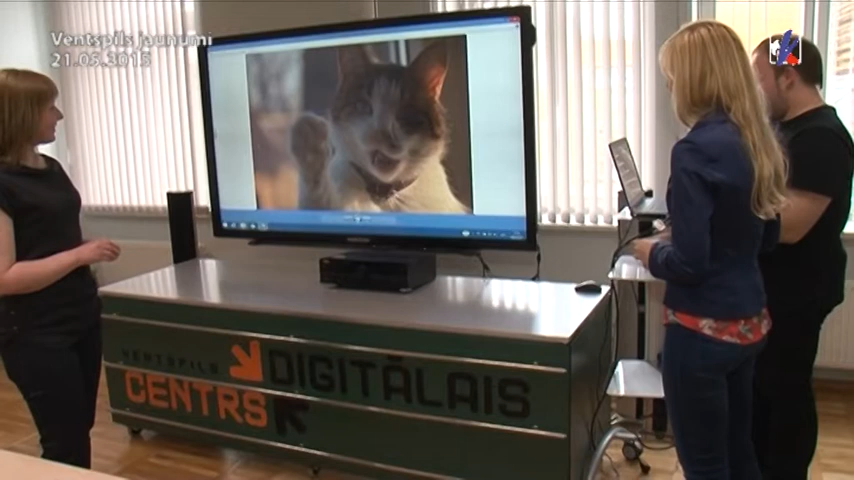 Ventspils jaunumi
21.05.2015
VENTSPILS
DIGITĀLAIS
CENTRS